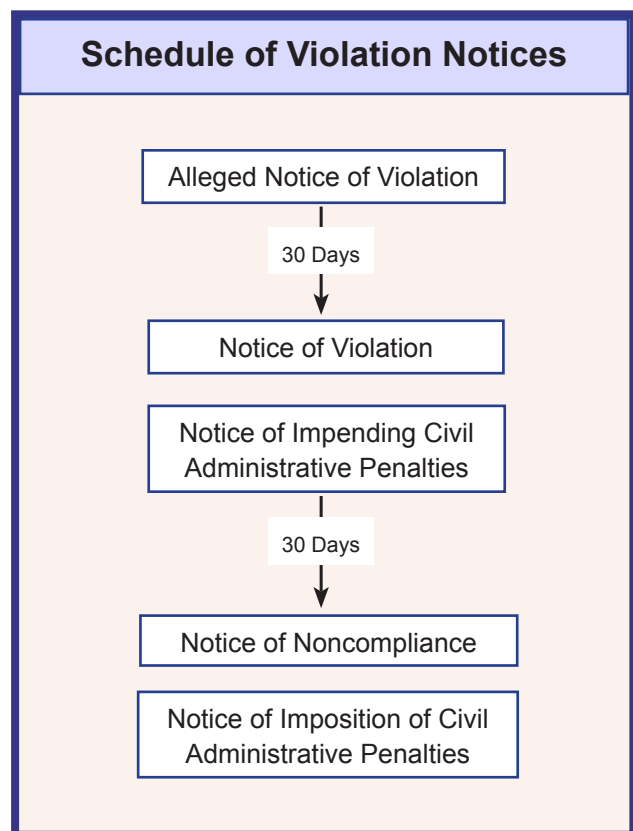 Schedule of Violation Notices
Alleged Notice of Violation
30 Days
Notice of Violation
Notice of Impending Civil
Administrative Penalties
30 Days
Notice of Noncompliance
Notice of Imposition of Civil
Administrative Penalties